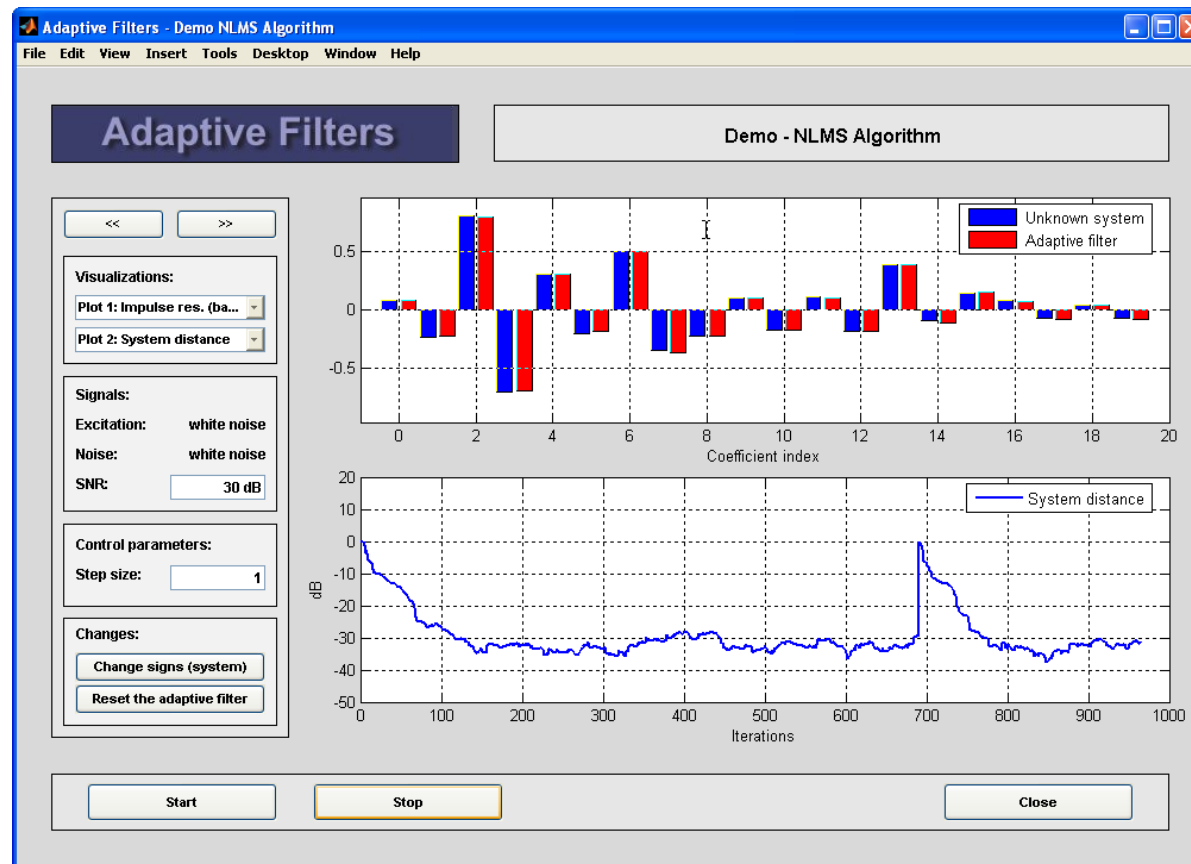 Adaptive Filters - Demo NLMS Algorithm
File Edit View Insert Tools Desktop Window Help
Adaptive Filters
Demo - NLMS Algorithm
<< >>
Visualizations:
Plot 1: Impulse res. (ba...
Plot 2: System distance
Signals:
Excitation: white noise
Noise: white noise
SNR: 30 dB
Control parameters:
Step size: 1
Changes:
Change signs (system)
Reset the adaptive filter
Unknown system
Adaptive filter
0.5
0
-0.5
0 2 4 6 8 10 12 14 16 18 20
Coefficient index
System distance
20
10
0
-10
-20
-30
-40
-50
dB
0 100 200 300 400 500 600 700 800 900 1000
Iterations
Start Stop Close